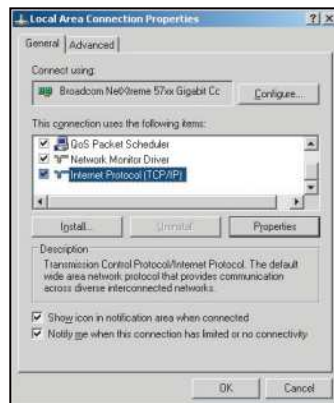 Local Area Connection Properties
General
Advanced
Connect using:
Broadcom NetXtreme 57xx Gigabit Cc
Configure...
This connection uses the following items:
QoS Packet Scheduler
Network Monitor Driver
Internet Protocol (TCP/IP)
Install...
Uninstall
Properties
Description
Transmission Control Protocol/Internet Protocol. The default
wide area network protocol that provides communication
across diverse interconnected networks.
Show icon in notification area when connected
Notify me when this connection has limited or no connectivity
OK
Cancel